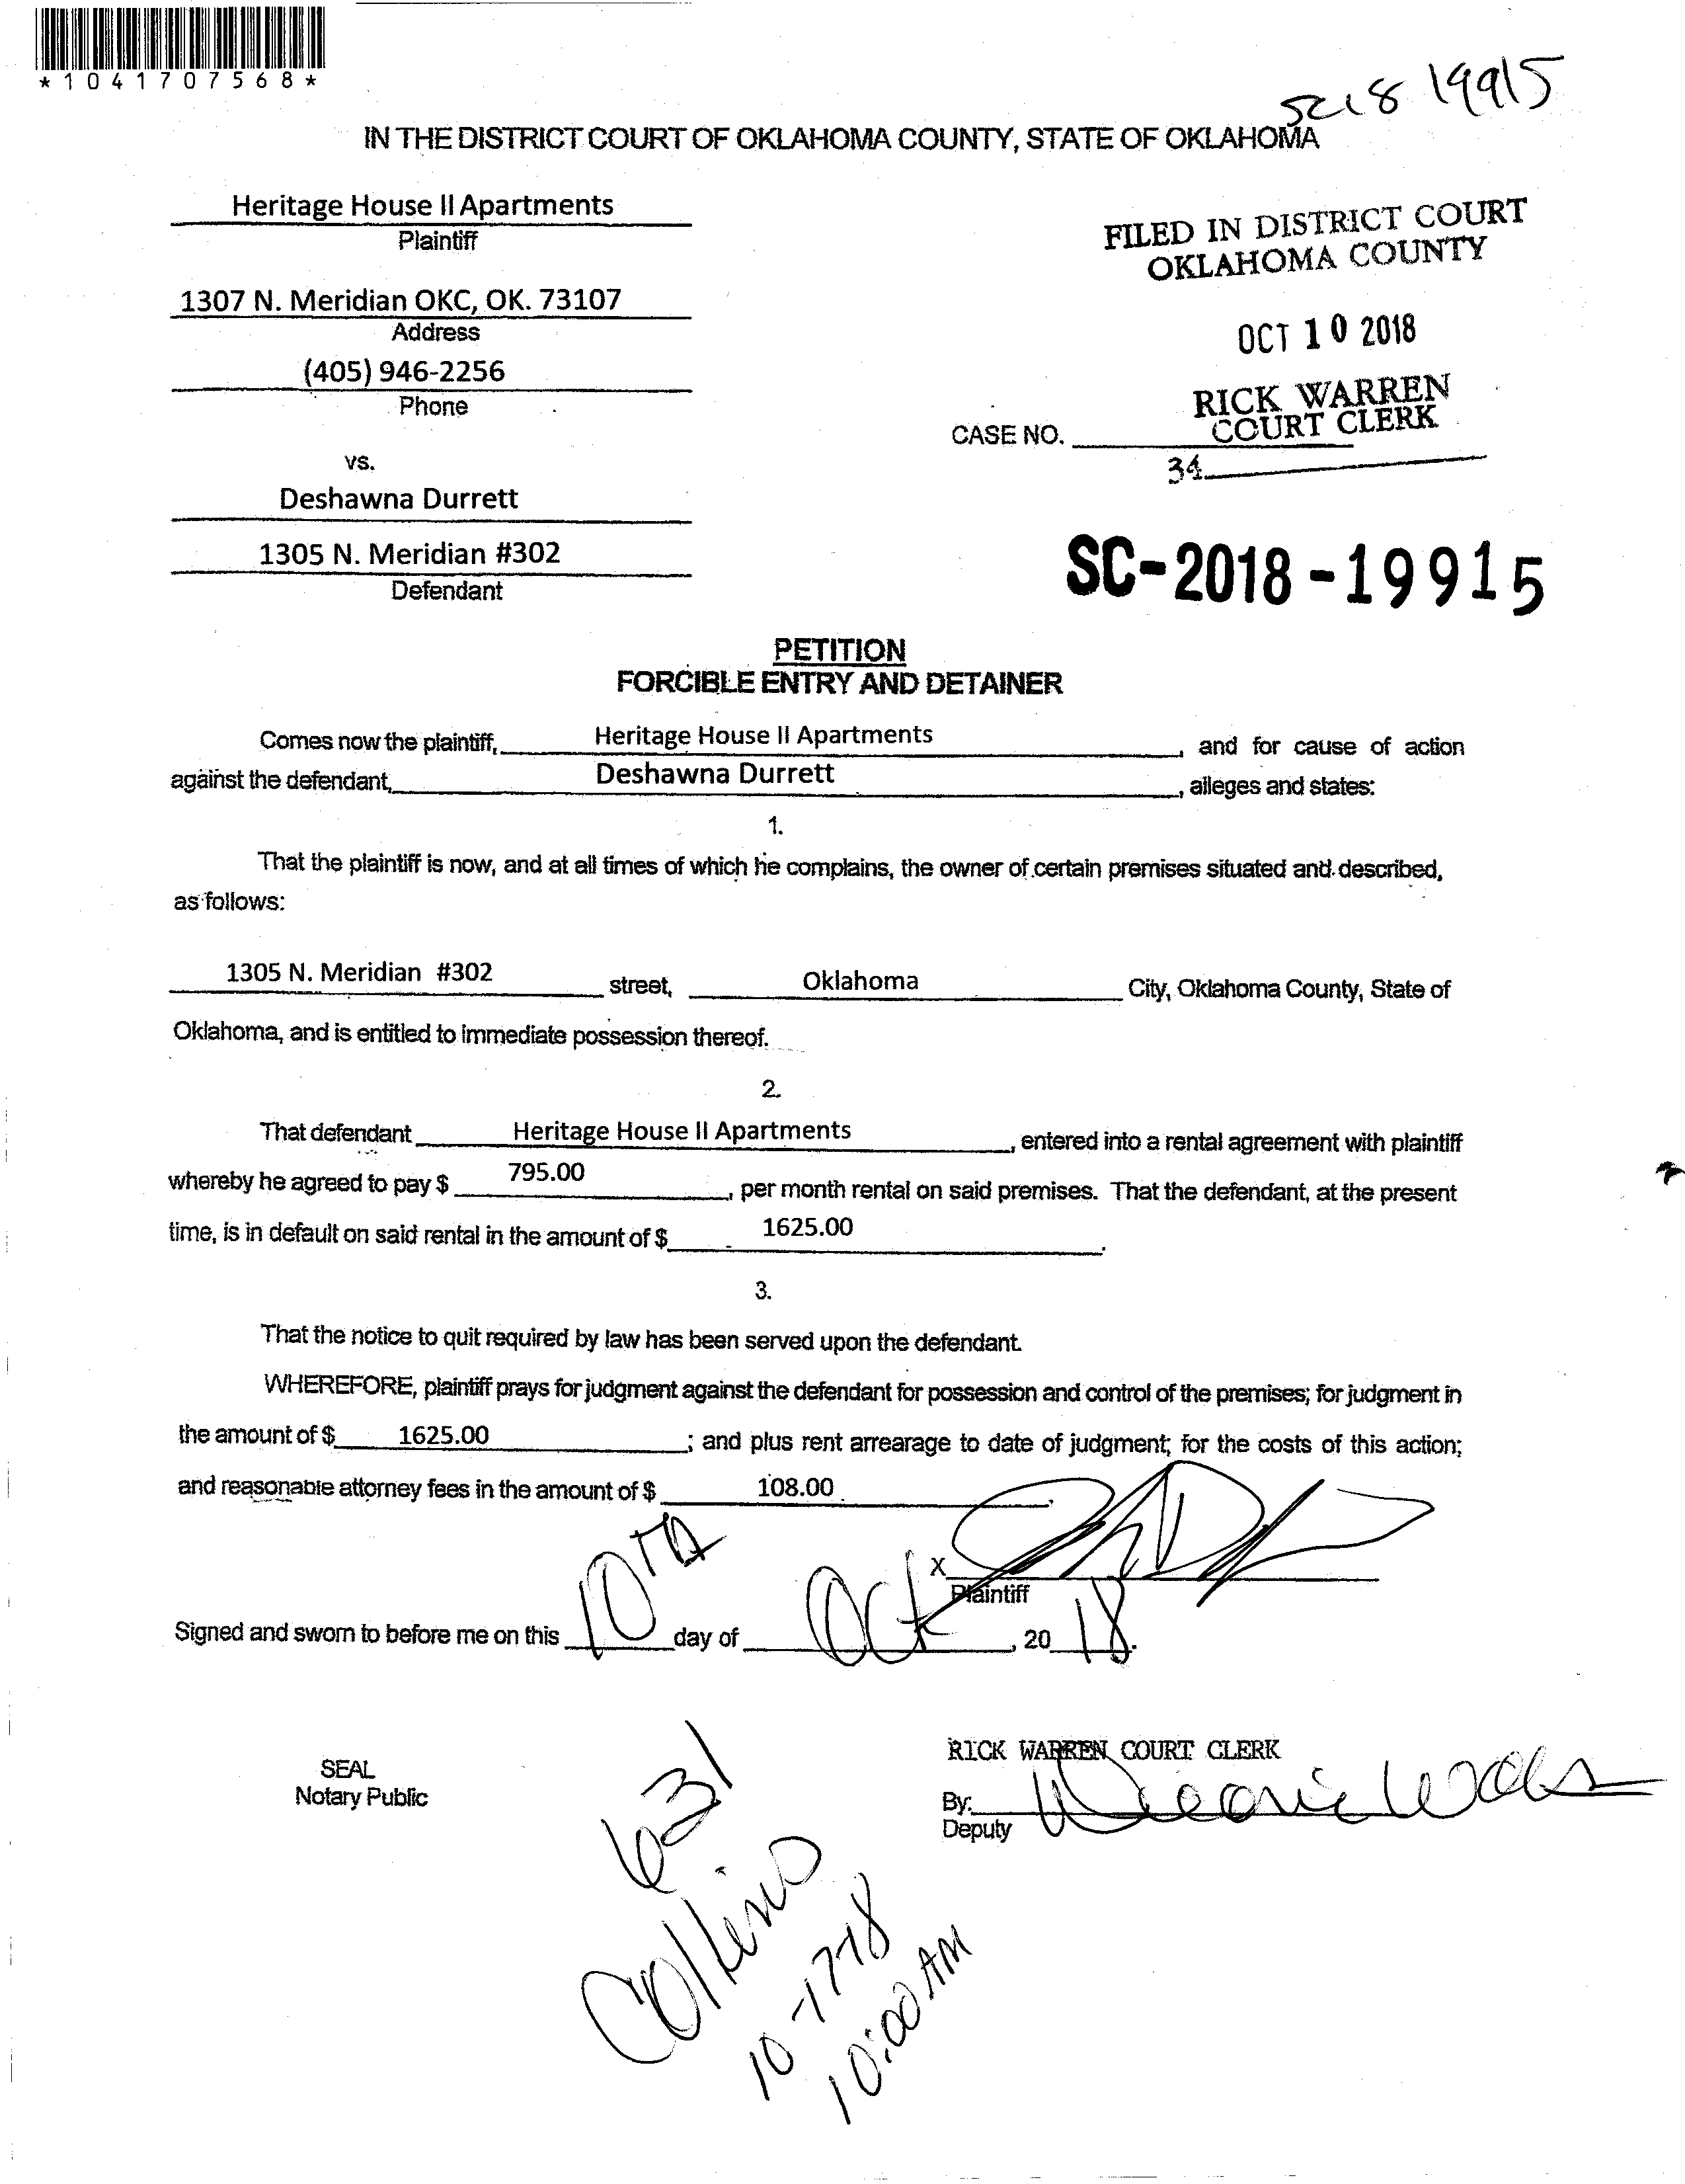 *1041707568*
SC18 19915
IN THE DISTRICT COURT OF OKLAHOMA COUNTY, STATE OF OKLAHOMA
Heritage House II Apartments
Plaintiff
1307 N. Meridian OKC, OK. 73107
Address
(405) 946-2256
Phone
vs.
Deshawna Durrett
1305 N. Meridian #302
Defendant
FILED IN DISTRICT COURT
OKLAHOMA COUNTY
OCT 10 2018
RICK WARREN
COURT CLERK
CASE NO.
34
SC-2018-19915
PETITION
FORCIBLE ENTRY AND DETAINER
Comes now the plaintiff, Heritage House II Apartments, and for cause of action
against the defendant, Deshawna Durrett, alleges and states:
1.
That the plaintiff is now, and at all times of which he complains, the owner of certain premises situated and described,
as follows:
1305 N. Meridian #302 street, Oklahoma City, Oklahoma County, State of
Oklahoma, and is entitled to immediate possession thereof.
2.
That defendant Heritage House II Apartments, entered into a rental agreement with plaintiff
whereby he agreed to pay $ 795.00, per month rental on said premises. That the defendant, at the present
time, is in default on said rental in the amount of $ 1625.00.
3.
That the notice to quit required by law has been served upon the defendant.
WHEREFORE, plaintiff prays for judgment against the defendant for possession and control of the premises; for judgment in
the amount of $ 1625.00; and plus rent arrearage to date of judgment; for the costs of this action;
and reasonable attorney fees in the amount of $ 108.00.
X
Plaintiff
Signed and sworn to before me on this 10TH day of Oct, 20 18.
SEAL
Notary Public
RICK WARREN COURT CLERK
By:
Deputy
631
Collins
10-17-18
10:00 AM